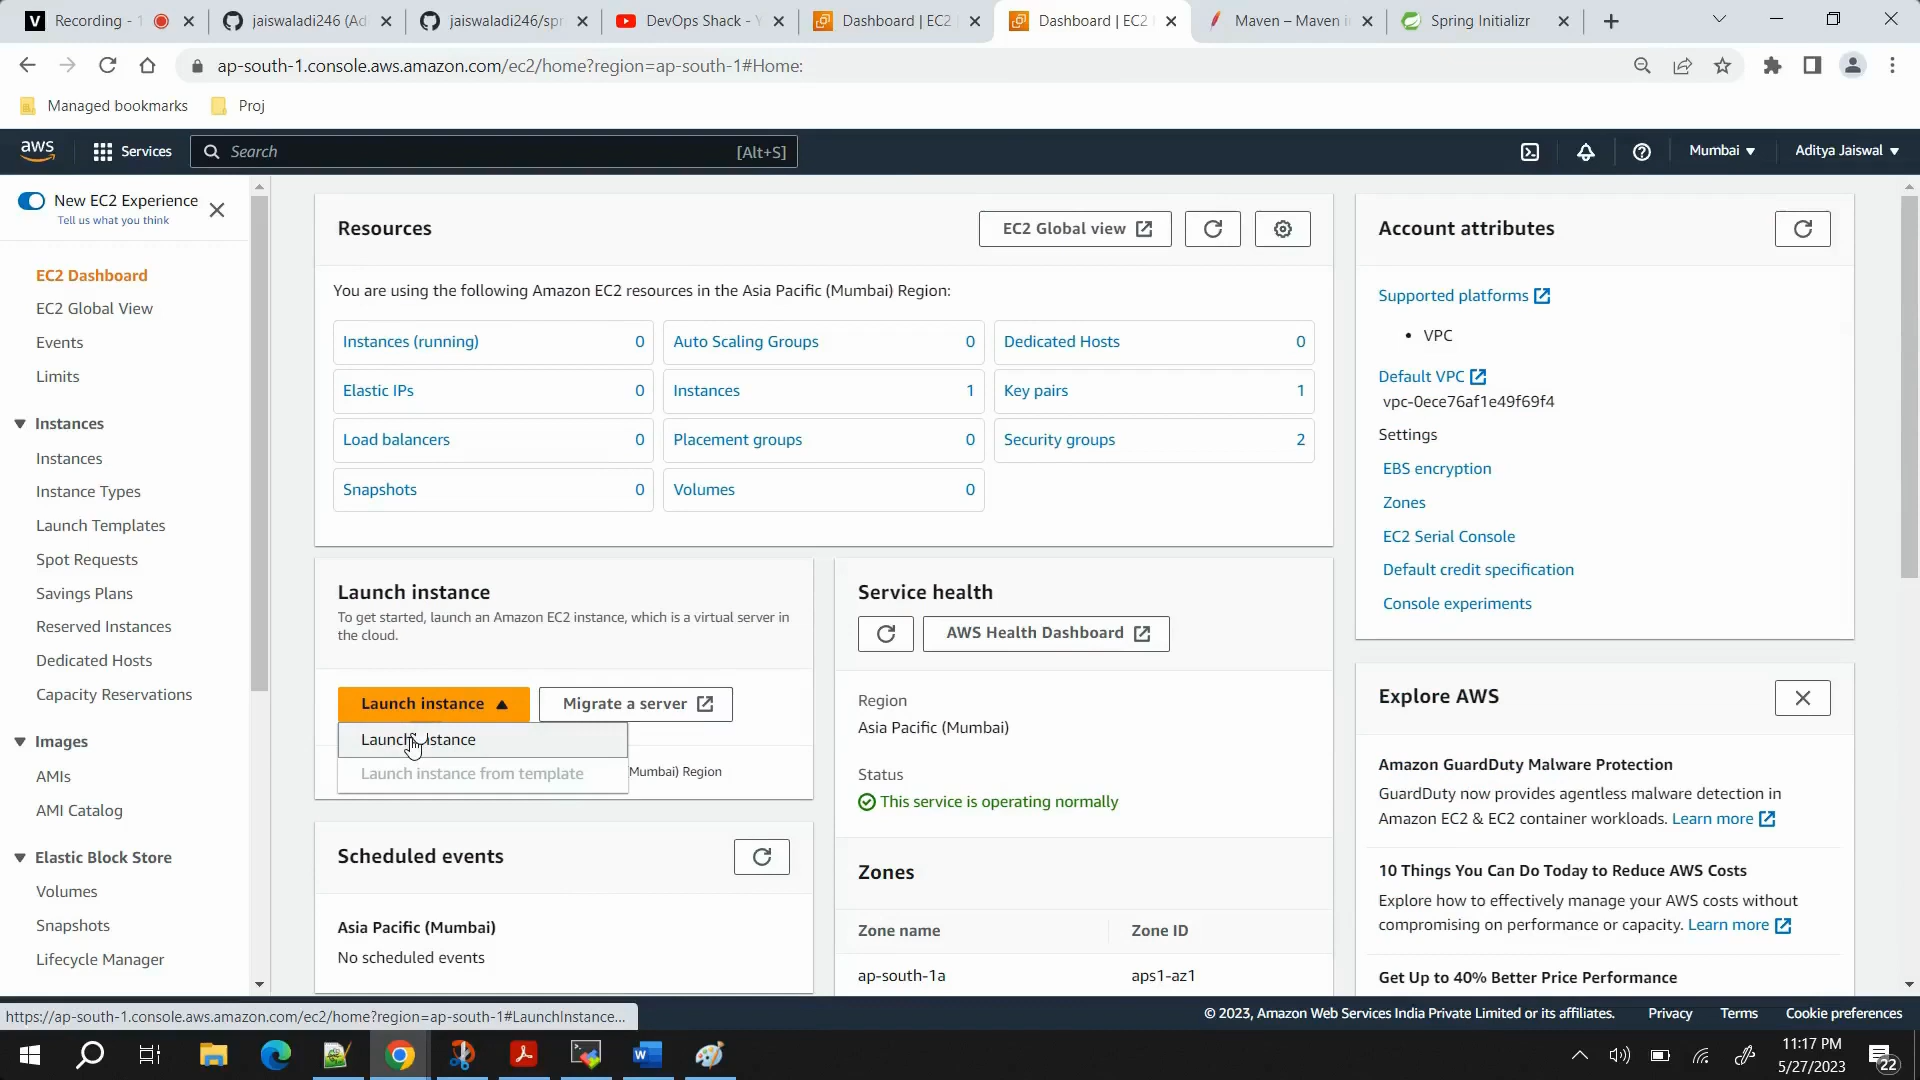 Recording - 1
jaiswaladi246 (Ad
jaiswaladi246/spr
DevOps Shack - Y
Dashboard | EC2
Dashboard | EC2
Maven – Maven i
Spring Initializr
ap-south-1.console.aws.amazon.com/ec2/home?region=ap-south-1#Home:
Managed bookmarks
Proj
aws
Services
Search
[Alt+S]
Mumbai
Aditya Jaiswal
New EC2 Experience
Tell us what you think
EC2 Dashboard
EC2 Global View
Events
Limits
Instances
Instances
Instance Types
Launch Templates
Spot Requests
Savings Plans
Reserved Instances
Dedicated Hosts
Capacity Reservations
Images
AMIs
AMI Catalog
Elastic Block Store
Volumes
Snapshots
Lifecycle Manager
Resources
EC2 Global view
You are using the following Amazon EC2 resources in the Asia Pacific (Mumbai) Region:
Instances (running) 0
Auto Scaling Groups 0
Dedicated Hosts 0
Elastic IPs 0
Instances 1
Key pairs 1
Load balancers 0
Placement groups 0
Security groups 2
Snapshots 0
Volumes 0
Launch instance
To get started, launch an Amazon EC2 instance, which is a virtual server in
the cloud.
Launch instance
Migrate a server
Launch instance
Launch instance from template
Mumbai) Region
Scheduled events
Asia Pacific (Mumbai)
No scheduled events
Service health
AWS Health Dashboard
Region
Asia Pacific (Mumbai)
Status
This service is operating normally
Zones
Zone name
Zone ID
ap-south-1a
aps1-az1
Account attributes
Supported platforms
• VPC
Default VPC
vpc-0ece76af1e49f69f4
Settings
EBS encryption
Zones
EC2 Serial Console
Default credit specification
Console experiments
Explore AWS
Amazon GuardDuty Malware Protection
GuardDuty now provides agentless malware detection in
Amazon EC2 & EC2 container workloads. Learn more
10 Things You Can Do Today to Reduce AWS Costs
Explore how to effectively manage your AWS costs without
compromising on performance or capacity. Learn more
Get Up to 40% Better Price Performance
https://ap-south-1.console.aws.amazon.com/ec2/home?region=ap-south-1#LaunchInstance...
© 2023, Amazon Web Services India Private Limited or its affiliates.
Privacy
Terms
Cookie preferences
11:17 PM
5/27/2023
22